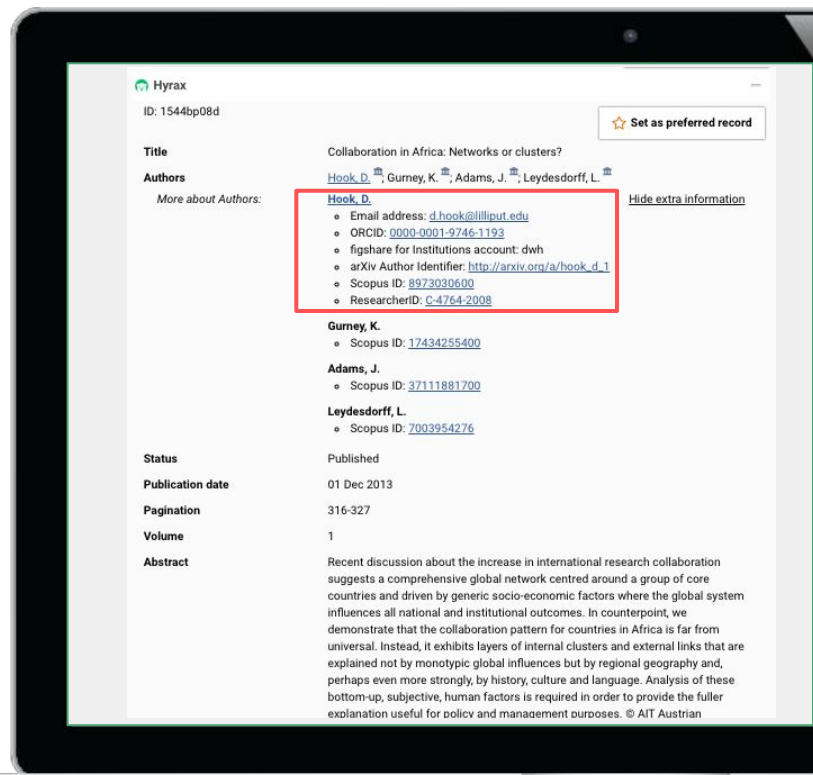 Hyrax
ID: 1544bp08d
Set as preferred record
Title Collaboration in Africa: Networks or clusters?
Authors Hook, D. ; Gurney, K. ; Adams, J. ; Leydesdorff, L.
More about Authors: Hook, D. Hide extra information
Email address: d.hook@lilliput.edu
ORCID: 0000-0001-9746-1193
figshare for Institutions account: dwh
arXiv Author Identifier: http://arxiv.org/a/hook_d_1
Scopus ID: 8973030600
ResearcherID: C-4764-2008
Gurney, K.
Scopus ID: 17434255400
Adams, J.
Scopus ID: 37111881700
Leydesdorff, L.
Scopus ID: 7003954276
Status Published
Publication date 01 Dec 2013
Pagination 316-327
Volume 1
Abstract Recent discussion about the increase in international research collaboration
suggests a comprehensive global network centred around a group of core
countries and driven by generic socio-economic factors where the global system
influences all national and institutional outcomes. In counterpoint, we
demonstrate that the collaboration pattern for countries in Africa is far from
universal. Instead, it exhibits layers of internal clusters and external links that are
explained not by monotypic global influences but by regional geography and,
perhaps even more strongly, by history, culture and language. Analysis of these
bottom-up, subjective, human factors is required in order to provide the fuller
explanation useful for policy and management purposes. © AIT Austrian